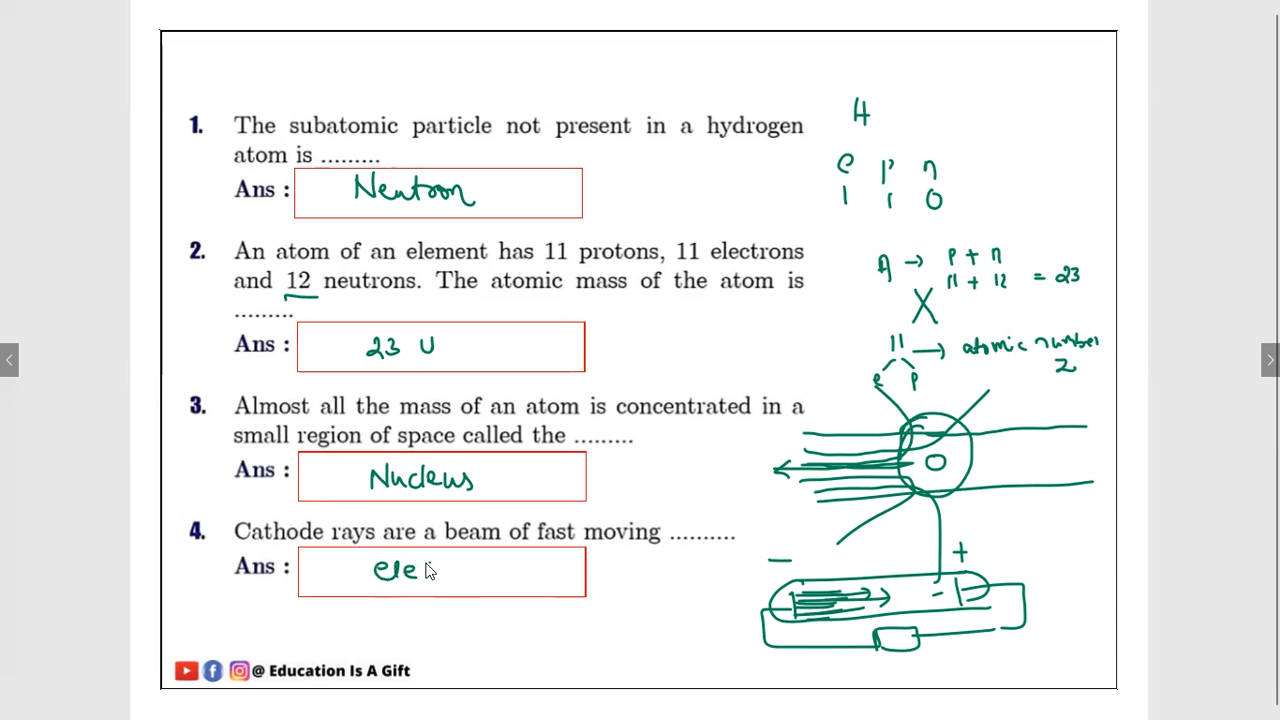 1. The subatomic particle not present in a hydrogen
atom is .........
Ans : Neutron
2. An atom of an element has 11 protons, 11 electrons
and 12 neutrons. The atomic mass of the atom is
.........
Ans : 23 U
3. Almost all the mass of an atom is concentrated in a
small region of space called the .........
Ans : Nucleus
4. Cathode rays are a beam of fast moving ..........
Ans : ele
H
e p n
1 1 0
A → p + n
11 + 12 = 23
X
11 → atomic number
Z
e p
− +
@ Education Is A Gift